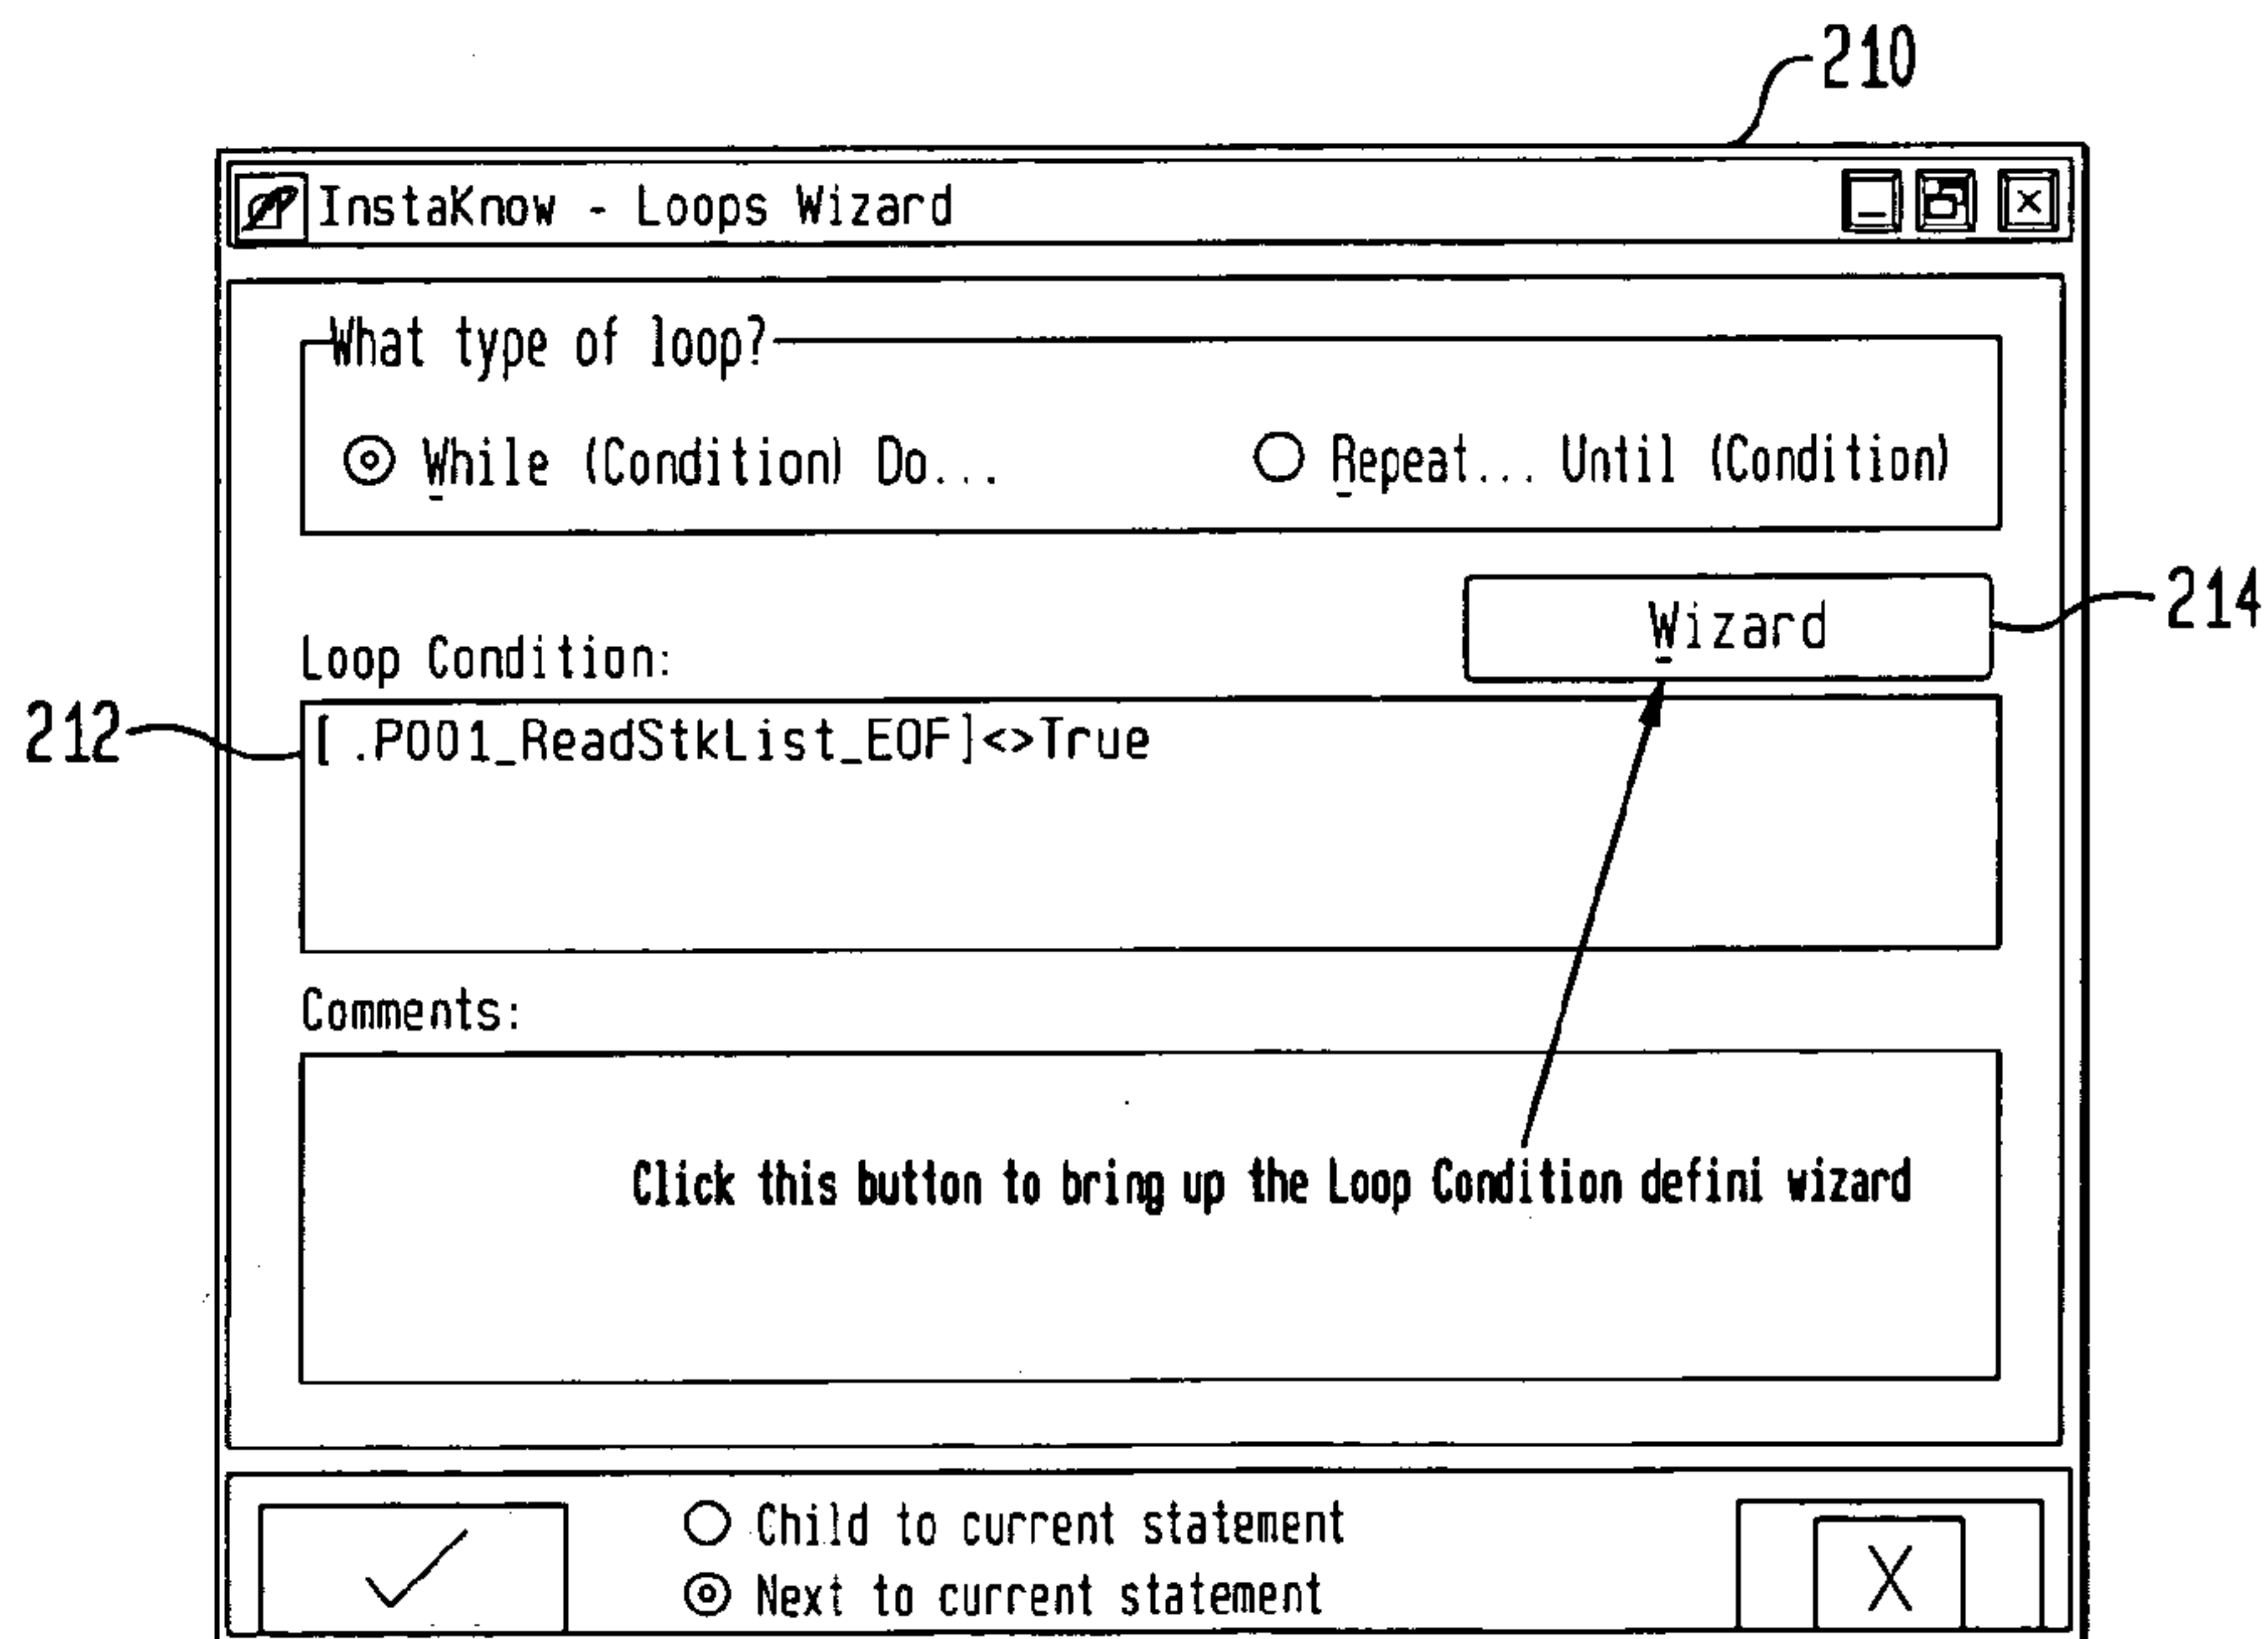 210
InstaKnow - Loops Wizard
What type of loop?
While (Condition) Do...
Repeat... Until (Condition)
Wizard
214
Loop Condition:
212
[ .P001_ReadStkList_EOF]<>True
Comments:
Click this button to bring up the Loop Condition defini wizard
Child to current statement
Next to current statement
X